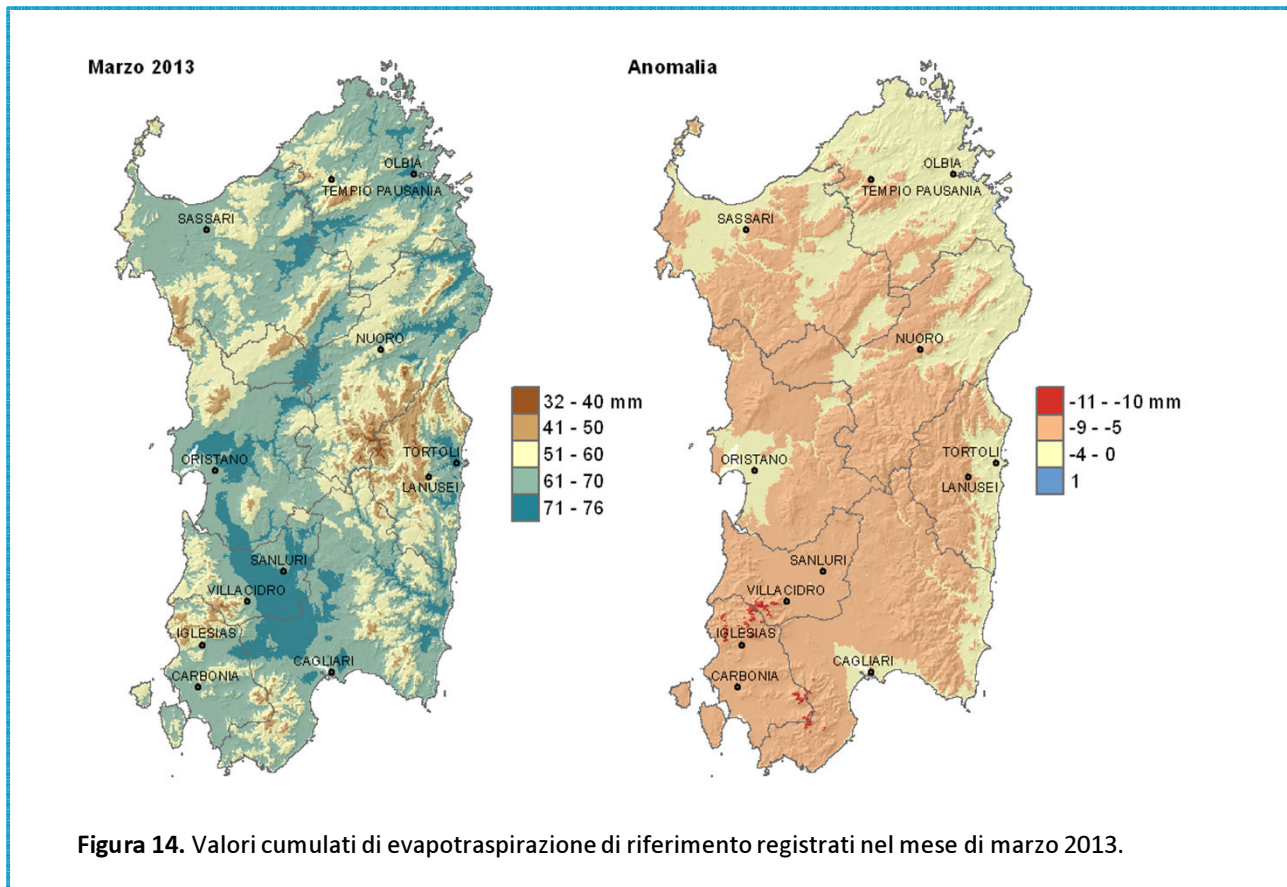 Marzo 2013
Anomalia
OLBIA
TEMPIO PAUSANIA
SASSARI
NUORO
ORISTANO
TORTOLI
LANUSEI
SANLURI
VILLACIDRO
IGLESIAS
CAGLIARI
CARBONIA
32 - 40 mm
41 - 50
51 - 60
61 - 70
71 - 76
OLBIA
TEMPIO PAUSANIA
SASSARI
NUORO
ORISTANO
TORTOLI
LANUSEI
SANLURI
VILLACIDRO
IGLESIAS
CAGLIARI
CARBONIA
-11 - -10 mm
-9 - -5
-4 - 0
1
Figura 14. Valori cumulati di evapotraspirazione di riferimento registrati nel mese di marzo 2013.